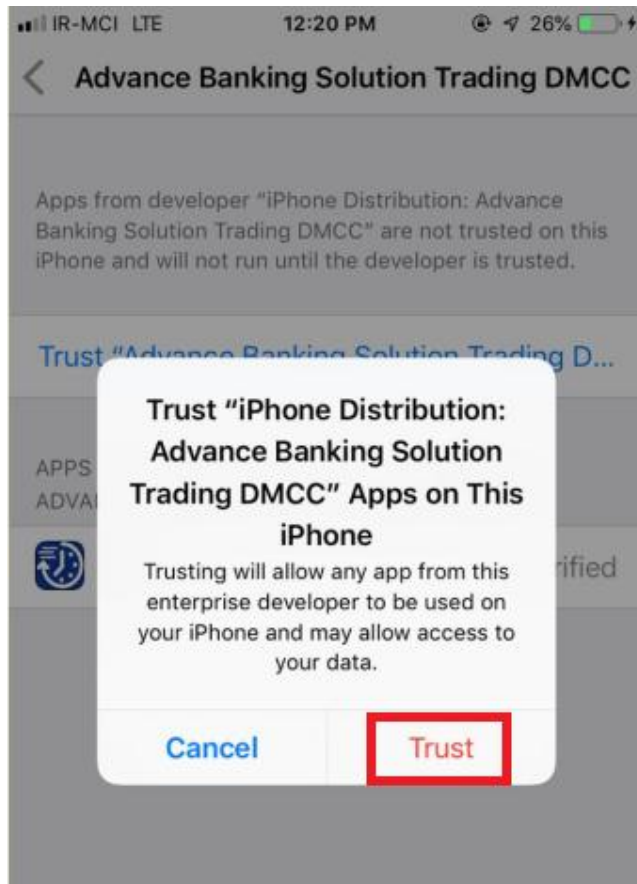 IR-MCI LTE 12:20 PM 26%
Advance Banking Solution Trading DMCC
Apps from developer “iPhone Distribution: Advance
Banking Solution Trading DMCC” are not trusted on this
iPhone and will not run until the developer is trusted.
Trust “Advance Banking Solution Trading D...
Trust “iPhone Distribution:
Advance Banking Solution
Trading DMCC” Apps on This
iPhone
Trusting will allow any app from this
enterprise developer to be used on
your iPhone and may allow access to
your data.
Cancel Trust
APPS